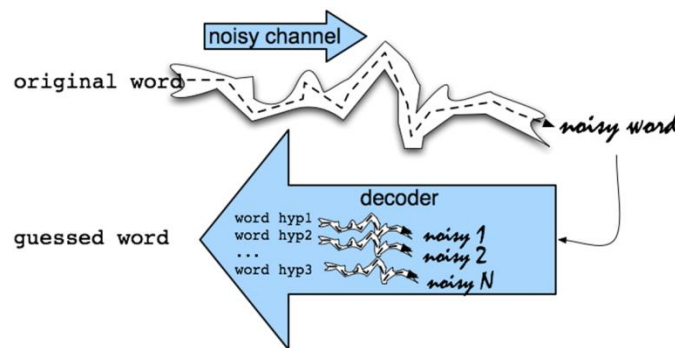 noisy channel
original word
noisy word
decoder
word hyp1 noisy 1
word hyp2 noisy 2
...
word hyp3 noisy N
guessed word